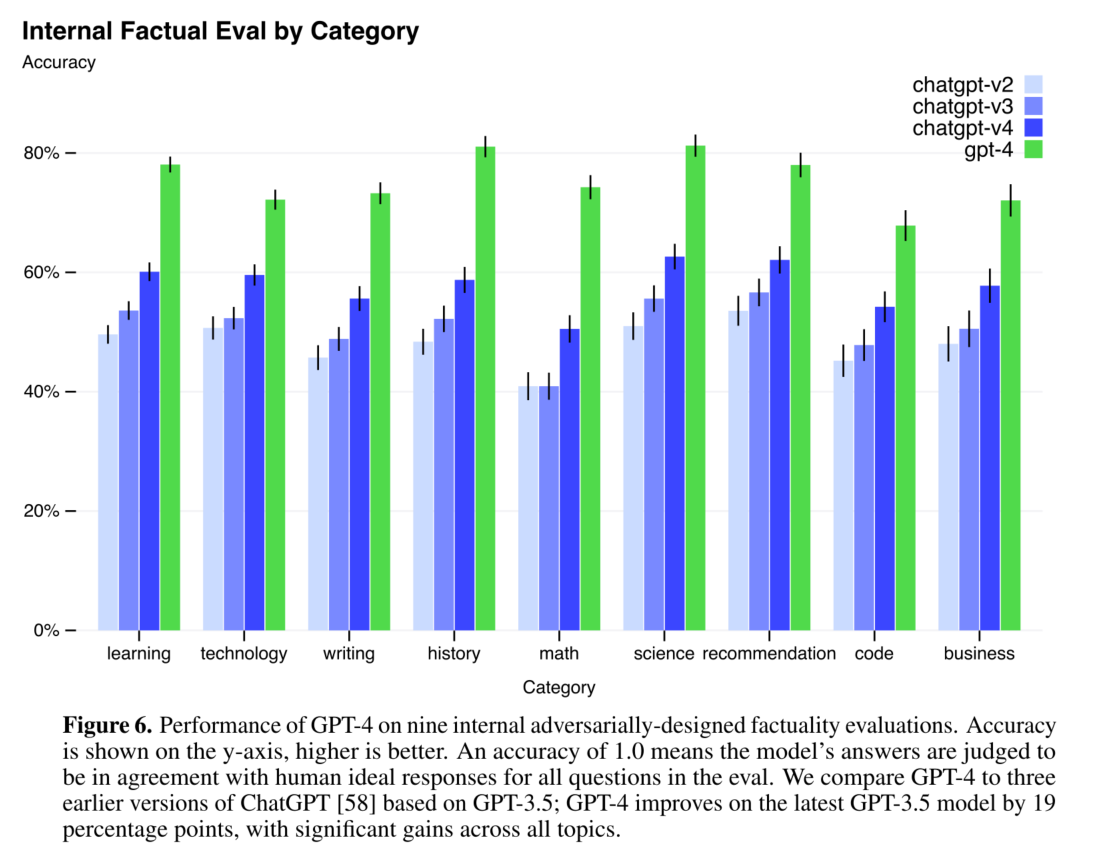 Internal Factual Eval by Category
Accuracy
chatgpt-v2
chatgpt-v3
chatgpt-v4
gpt-4
80%
60%
40%
20%
0%
learning
technology
writing
history
math
science
recommendation
code
business
Category
Figure 6. Performance of GPT-4 on nine internal adversarially-designed factuality evaluations. Accuracy
is shown on the y-axis, higher is better. An accuracy of 1.0 means the model’s answers are judged to
be in agreement with human ideal responses for all questions in the eval. We compare GPT-4 to three
earlier versions of ChatGPT [58] based on GPT-3.5; GPT-4 improves on the latest GPT-3.5 model by 19
percentage points, with significant gains across all topics.